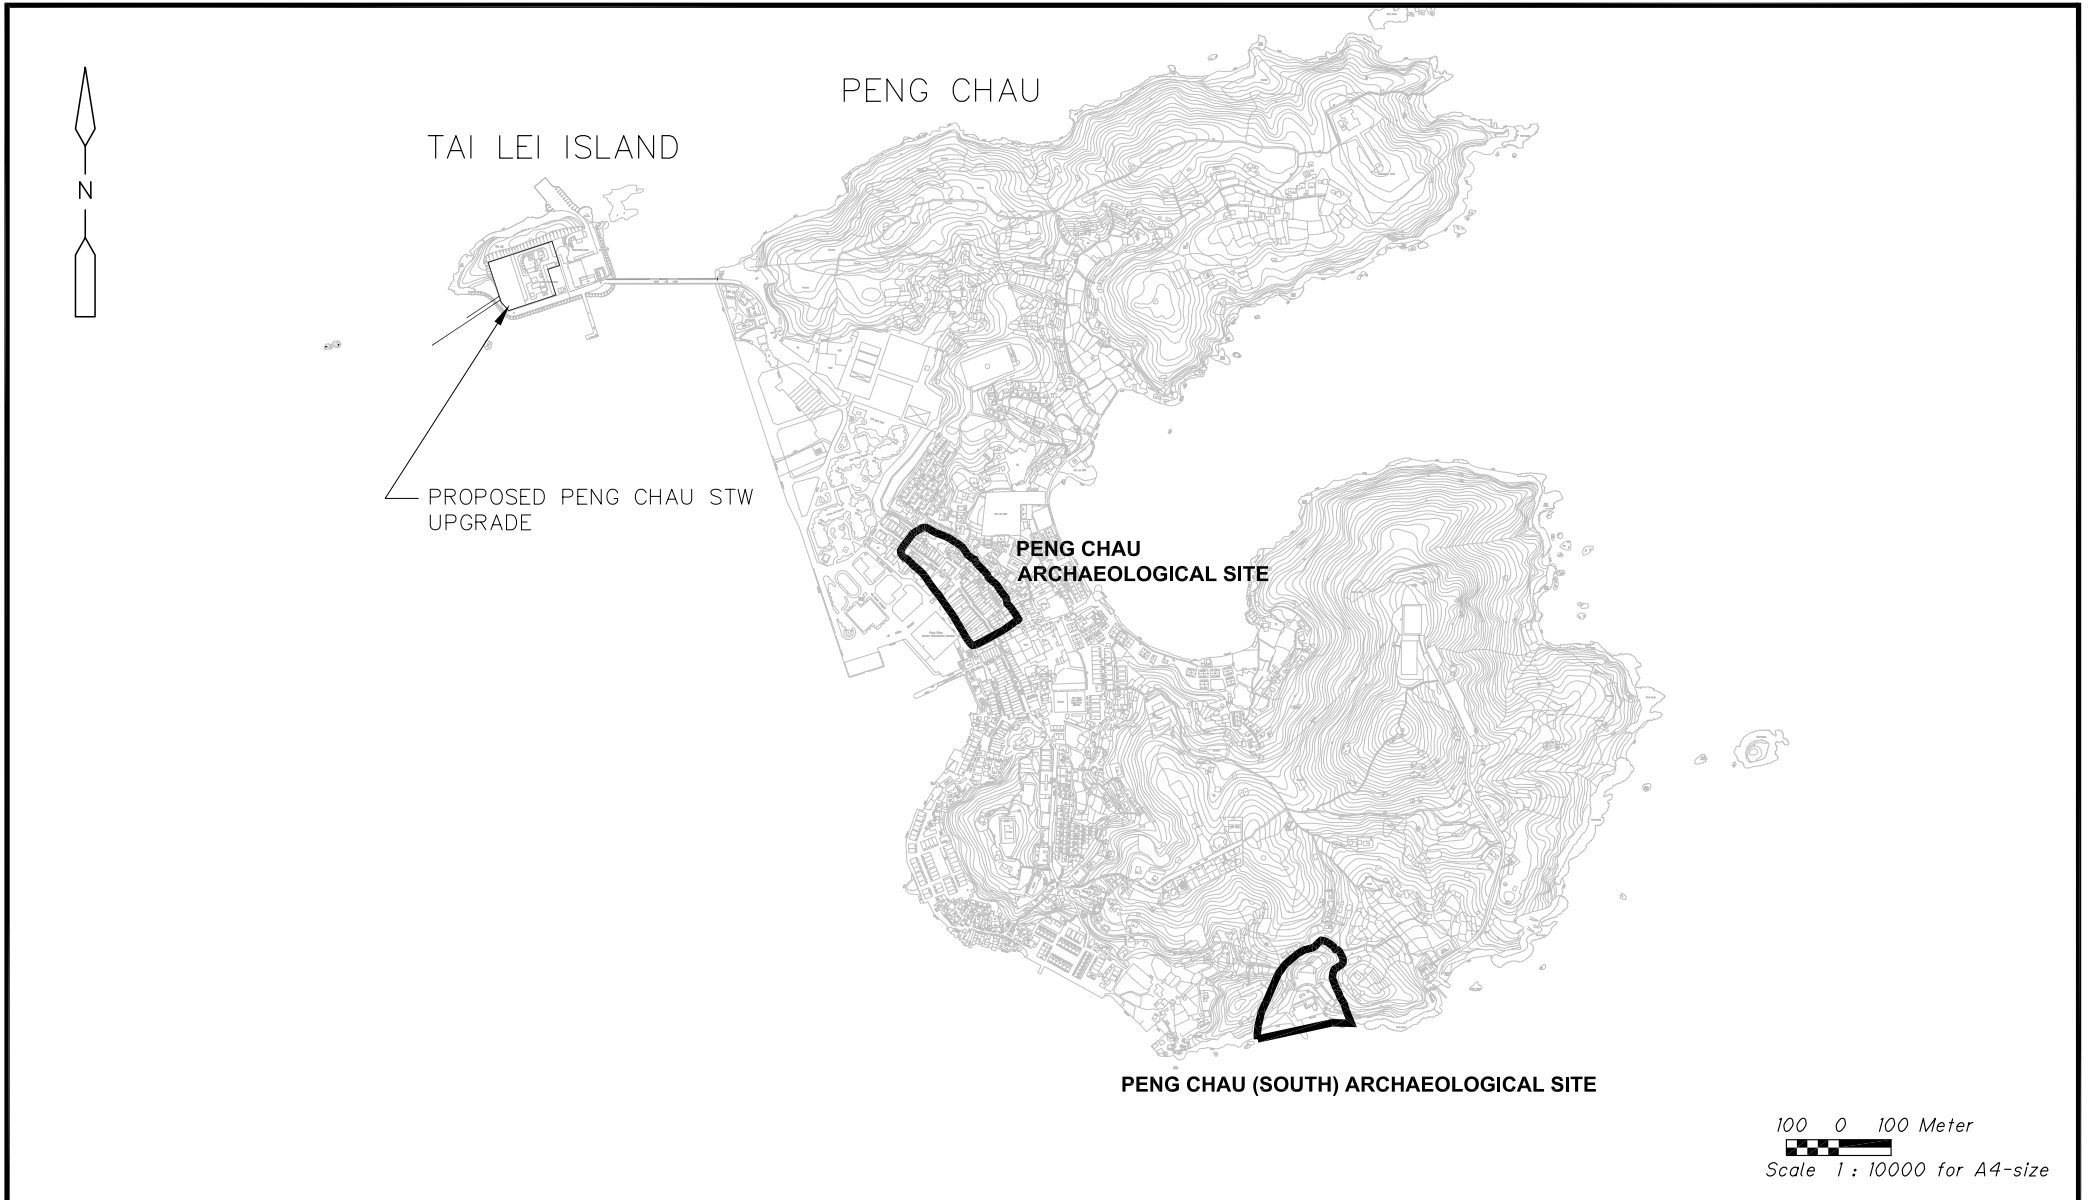 PENG CHAU
TAI LEI ISLAND
N
PROPOSED PENG CHAU STW
UPGRADE
PENG CHAU
ARCHAEOLOGICAL SITE
PENG CHAU (SOUTH) ARCHAEOLOGICAL SITE
100 0 100 Meter
Scale 1 : 10000 for A4-size